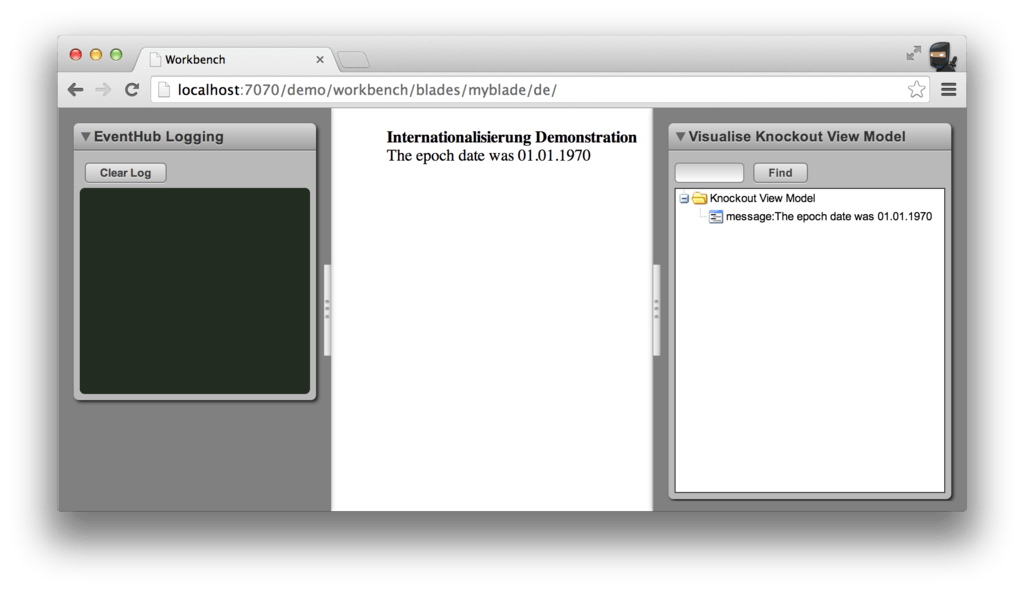 Workbench
localhost:7070/demo/workbench/blades/myblade/de/
EventHub Logging
Clear Log
Internationalisierung Demonstration
The epoch date was 01.01.1970
Visualise Knockout View Model
Find
Knockout View Model
message:The epoch date was 01.01.1970